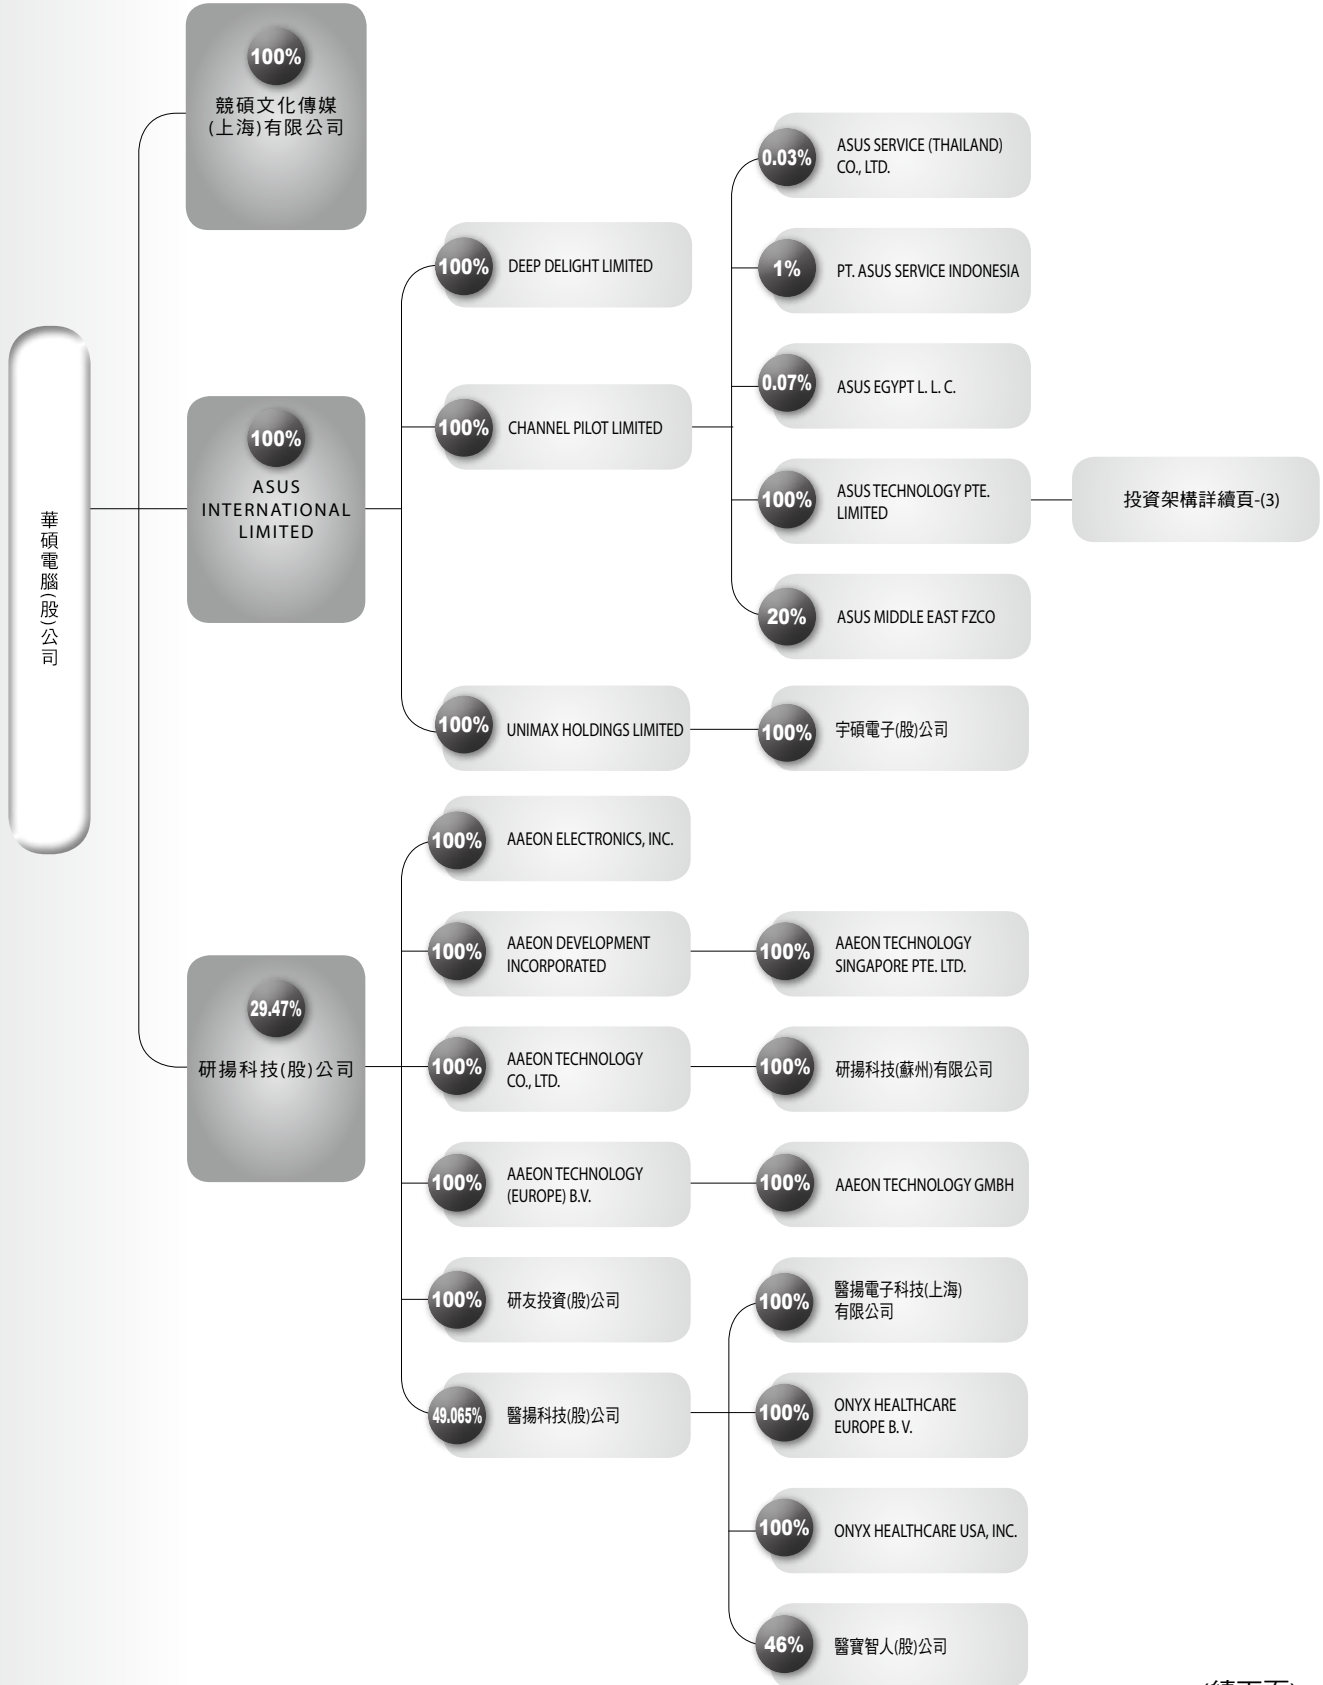 華碩電腦(股)公司
100%
競碩文化傳媒
(上海)有限公司
100%
ASUS
INTERNATIONAL
LIMITED
100%
DEEP DELIGHT LIMITED
100%
CHANNEL PILOT LIMITED
0.03%
ASUS SERVICE (THAILAND)
CO., LTD.
1%
PT. ASUS SERVICE INDONESIA
0.07%
ASUS EGYPT L. L. C.
100%
ASUS TECHNOLOGY PTE.
LIMITED
投資架構詳續頁-(3)
20%
ASUS MIDDLE EAST FZCO
100%
UNIMAX HOLDINGS LIMITED
100%
宇碩電子(股)公司
29.47%
研揚科技(股)公司
100%
AAEON ELECTRONICS, INC.
100%
AAEON DEVELOPMENT
INCORPORATED
100%
AAEON TECHNOLOGY
SINGAPORE PTE. LTD.
100%
AAEON TECHNOLOGY
CO., LTD.
100%
研揚科技(蘇州)有限公司
100%
AAEON TECHNOLOGY
(EUROPE) B.V.
100%
AAEON TECHNOLOGY GMBH
100%
研友投資(股)公司
49.065%
醫揚科技(股)公司
100%
醫揚電子科技(上海)
有限公司
100%
ONYX HEALTHCARE
EUROPE B. V.
100%
ONYX HEALTHCARE USA, INC.
46%
醫寶智人(股)公司